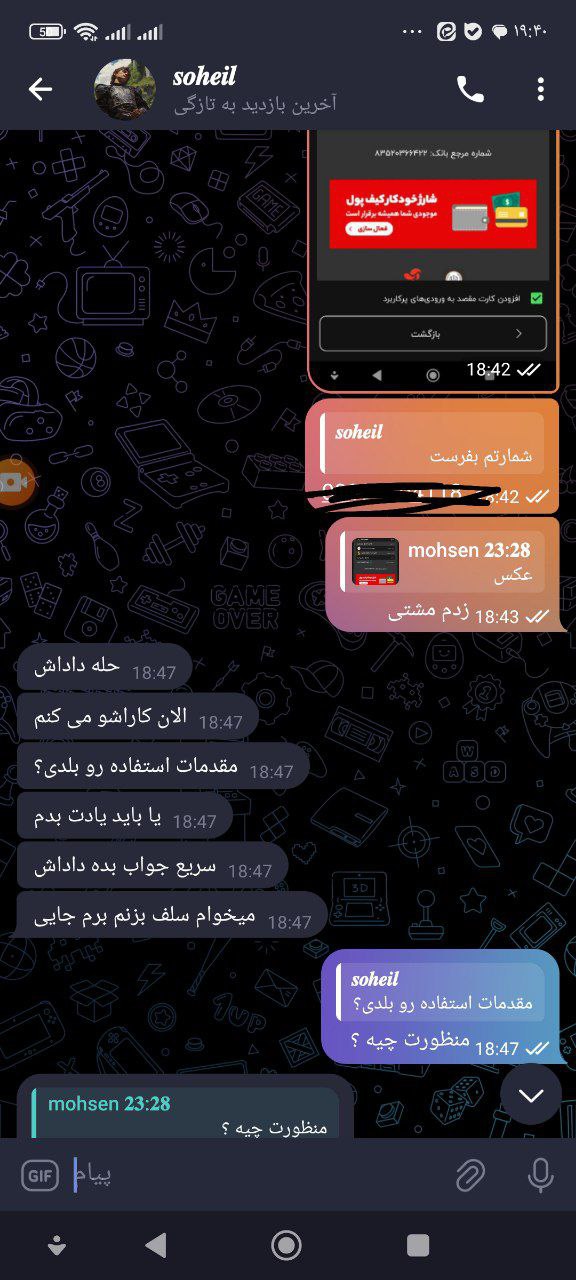 50
۱۹:۴۰
soheil
آخرین بازدید به تازگی
شماره مرجع بانک: ۸۳۵۲۰۳۶۶۴۲۲
شارژ خودکار کیف پول
موجودی شما همیشه برقرار است
فعال سازی
افزودن کارت مقصد به ورودی‌های پرکاربرد
بازگشت
18:42
soheil
شمارتم بفرست
:42
mohsen 23:28
عکس
زدم مشتی 18:43
حله داداش 18:47
الان کاراشو می کنم 18:47
مقدمات استفاده رو بلدی؟ 18:47
یا باید یادت بدم 18:47
سریع جواب بده داداش 18:47
میخوام سلف بزنم برم جایی 18:47
soheil
مقدمات استفاده رو بلدی؟
منظورت چیه ؟ 18:47
mohsen 23:28
منظورت چیه ؟
GIF
پیام
GAME
OVER
GAME
W
A S D
3D
1UP